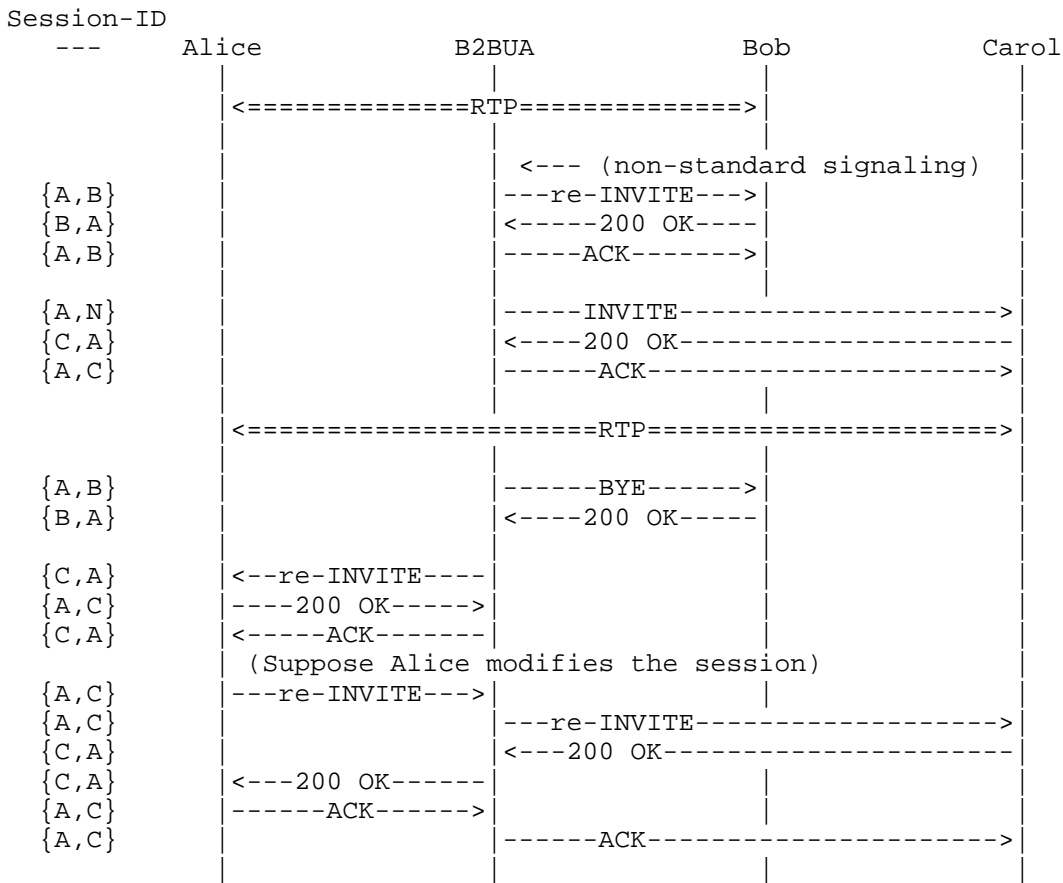 Session-ID
   ---     Alice            B2BUA             Bob            Carol
             |                |                |               |
             |<==============RTP==============>|               |
             |                |                |               |
             |                | <--- (non-standard signaling)  |
  {A,B}      |                |---re-INVITE--->|               |
  {B,A}      |                |<-----200 OK----|               |
  {A,B}      |                |-----ACK------->|               |
             |                |                |               |
  {A,N}      |                |-----INVITE-------------------->|
  {C,A}      |                |<----200 OK---------------------|
  {A,C}      |                |------ACK---------------------->|
             |                |                |               |
             |<======================RTP======================>|
             |                |                |               |
  {A,B}      |                |------BYE------>|               |
  {B,A}      |                |<----200 OK-----|               |
             |                |                |               |
  {C,A}      |<--re-INVITE----|                |               |
  {A,C}      |----200 OK----->|                |               |
  {C,A}      |<-----ACK-------|                |               |
             | (Suppose Alice modifies the session)            |
  {A,C}      |---re-INVITE--->|                |               |
  {A,C}      |                |---re-INVITE------------------->|
  {C,A}      |                |<---200 OK----------------------|
  {C,A}      |<---200 OK------|                |               |
  {A,C}      |------ACK------>|                |               |
  {A,C}      |                |------ACK---------------------->|
             |                |                |               |